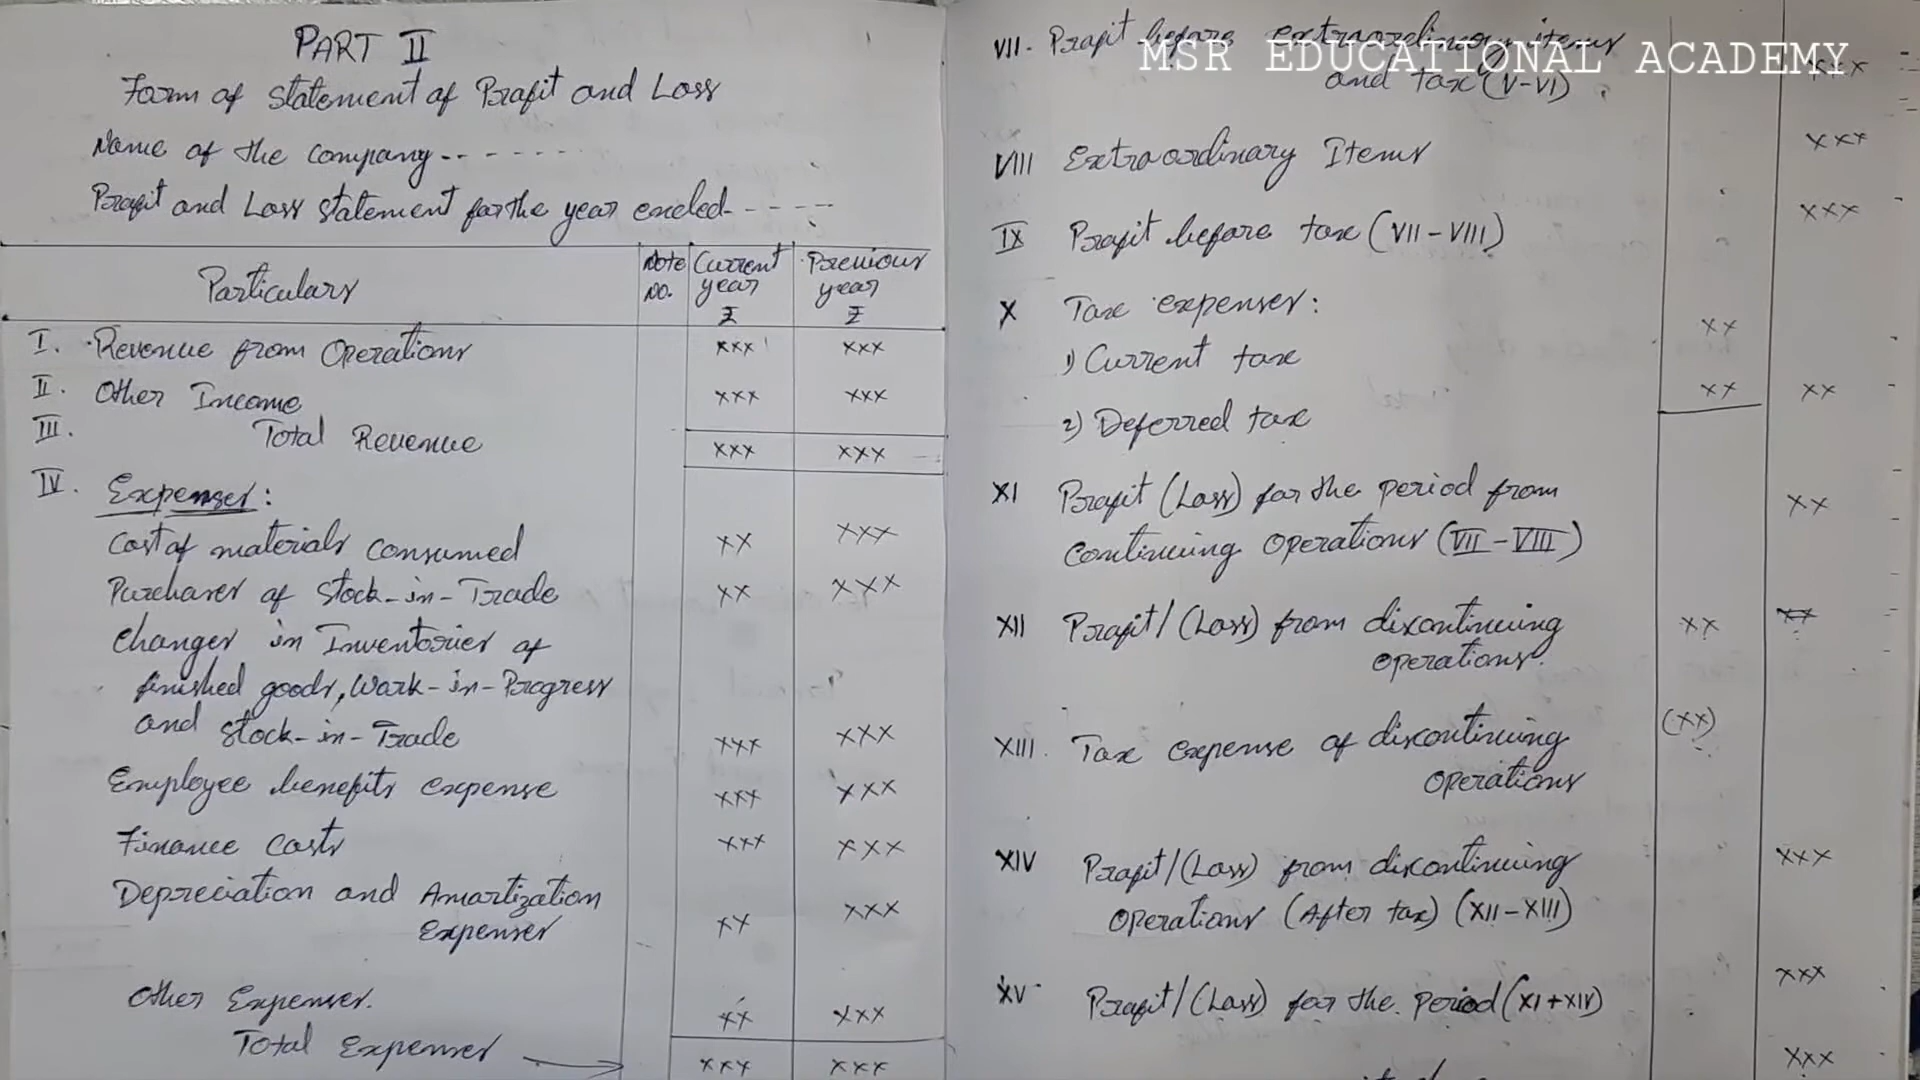 PART II
Form of Statement of Profit and Loss
Name of the Company-- - - - - -
Profit and Loss Statement for the year ended- - - - -
Particulars Note No. Current year ₹ Previous year ₹
I. Revenue from Operations xxx xxx
II. Other Income xxx xxx
III. Total Revenue xxx xxx
IV. Expenses:
Cost of materials consumed xx xxx
Purchases of Stock-in-Trade xx xxx
Changes in Inventories of
finished goods, Work-in-Progress
and Stock-in-Trade xxx xxx
Employee benefits expense xxx xxx
Finance Costs xxx xxx
Depreciation and Amartization
Expenses xx xxx
Other Expenses. xx xxx
Total Expenses xxx xxx
MSR EDUCATIONAL ACADEMY
VII. Profit before extraordinary items
and tax (V-VI) xxx
VIII Extraordinary Items xxx
IX Profit before tax (VII-VIII) xxx
X Tax expenses:
1) Current tax xx
2) Deferred tax xx xx
XI Profit (Loss) for the period from
Continuing Operations (VII-VIII) xx
XII Profit/(Loss) from discontinuing xx xx
Operations.
XIII. Tax expense of discontinuing (xx)
Operations
XIV Profit/(Loss) from discontinuing xxx
Operations (After tax) (XII-XIII)
XV Profit/(Loss) for the period (XI+XIV) xxx
xxx